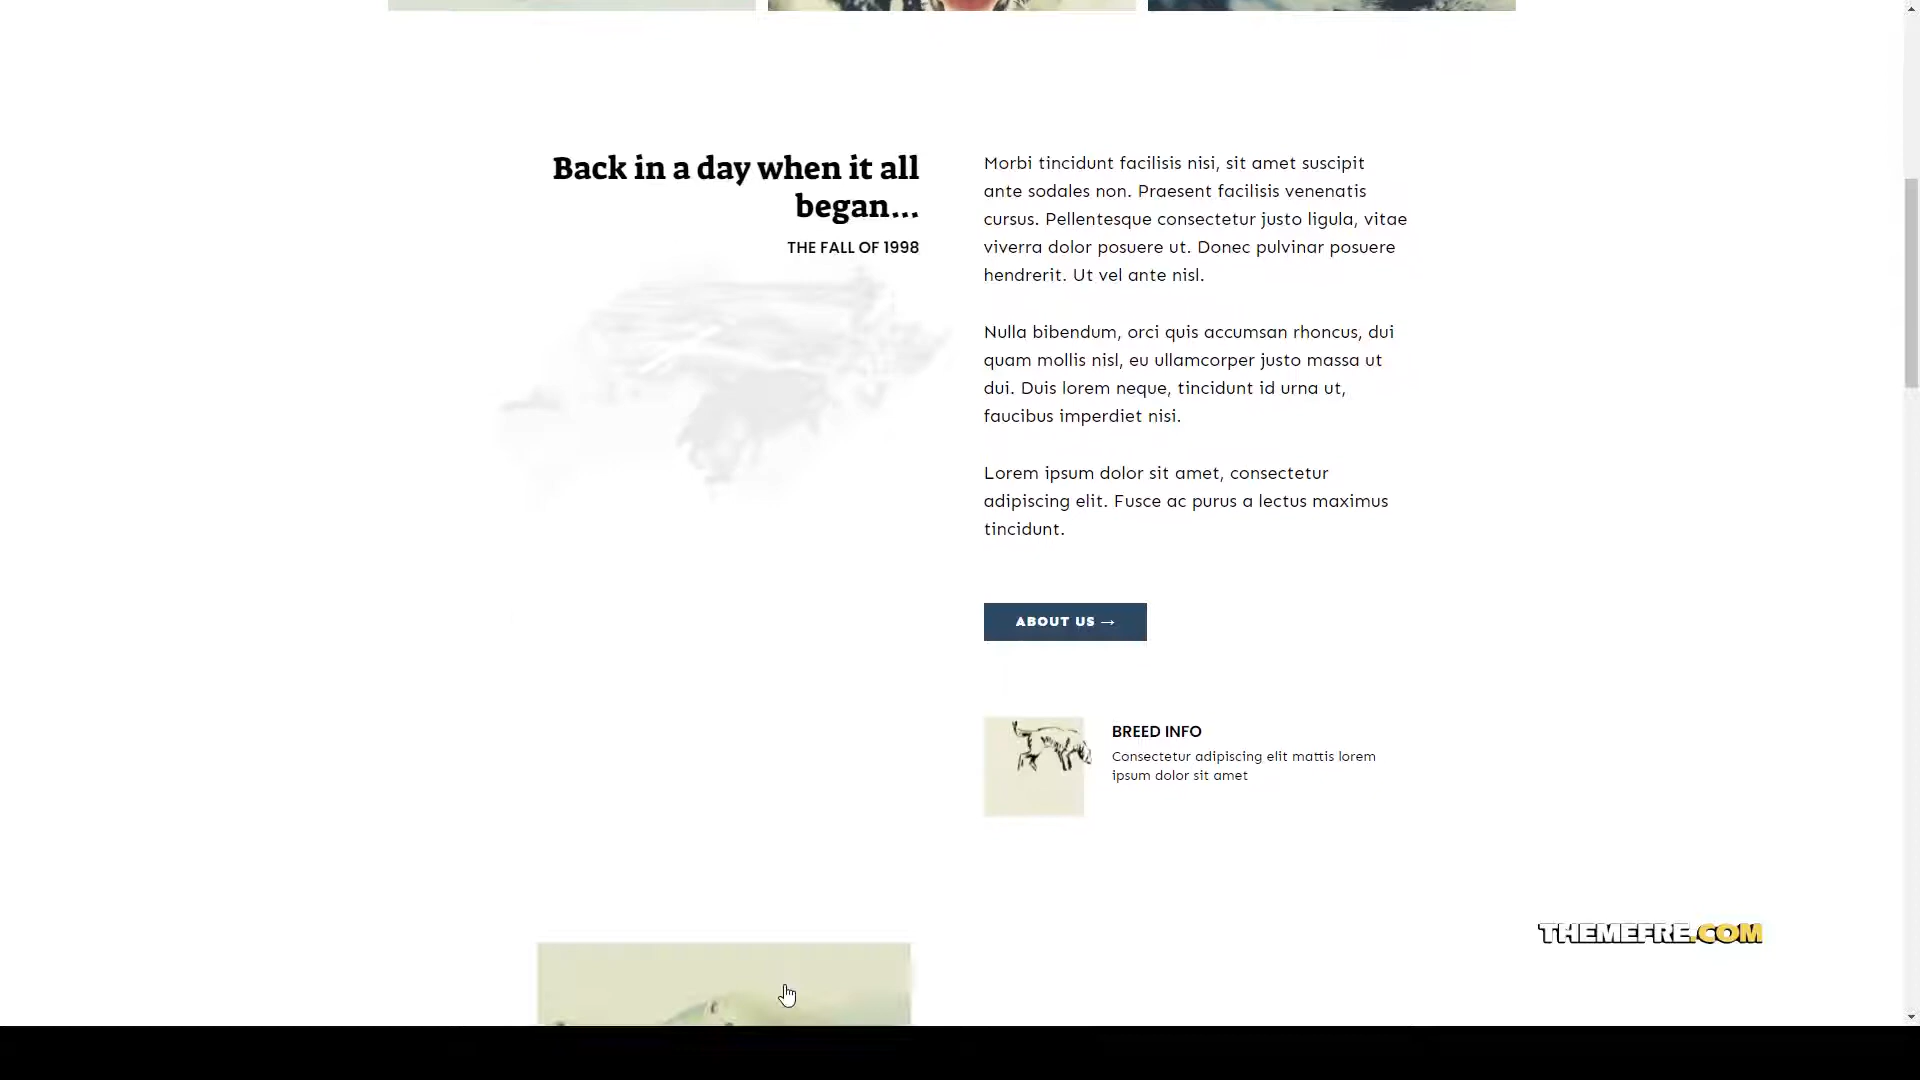 Back in a day when it all
began...
THE FALL OF 1998
Morbi tincidunt facilisis nisi, sit amet suscipit
ante sodales non. Praesent facilisis venenatis
cursus. Pellentesque consectetur justo ligula, vitae
viverra dolor posuere ut. Donec pulvinar posuere
hendrerit. Ut vel ante nisl.
Nulla bibendum, orci quis accumsan rhoncus, dui
quam mollis nisl, eu ullamcorper justo massa ut
dui. Duis lorem neque, tincidunt id urna ut,
faucibus imperdiet nisi.
Lorem ipsum dolor sit amet, consectetur
adipiscing elit. Fusce ac purus a lectus maximus
tincidunt.
ABOUT US →
BREED INFO
Consectetur adipiscing elit mattis lorem
ipsum dolor sit amet
THEMEFRE.COM